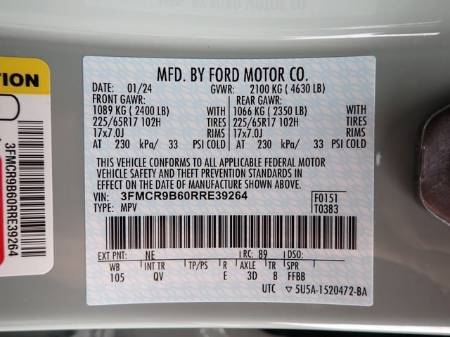 MFD. BY FORD MOTOR CO.
DATE: 01/24 GVWR: 2100 KG (4630 LB)
FRONT GAWR: REAR GAWR:
1089 KG (2400 LB) WITH 1066 KG (2350 LB) WITH
225/65R17 102H TIRES 225/65R17 102H TIRES
17x7.0J RIMS 17x7.0J RIMS
AT 230 kPa/ 33 PSI COLD AT 230 kPa/ 33 PSI COLD
THIS VEHICLE CONFORMS TO ALL APPLICABLE FEDERAL MOTOR
VEHICLE SAFETY STANDARDS IN EFFECT ON THE DATE OF MANUFACTURE
SHOWN ABOVE.
VIN: 3FMCR9B60RRE39264 F0151
TYPE: MPV T0383
EXT PNT: NE RC: 89
WB INT TR TP/PS R AXLE TR SPR
105 QV E 3D B FFBB
UTC 5U5A-1520472-BA
TION
3FMCR9B60RRE39264